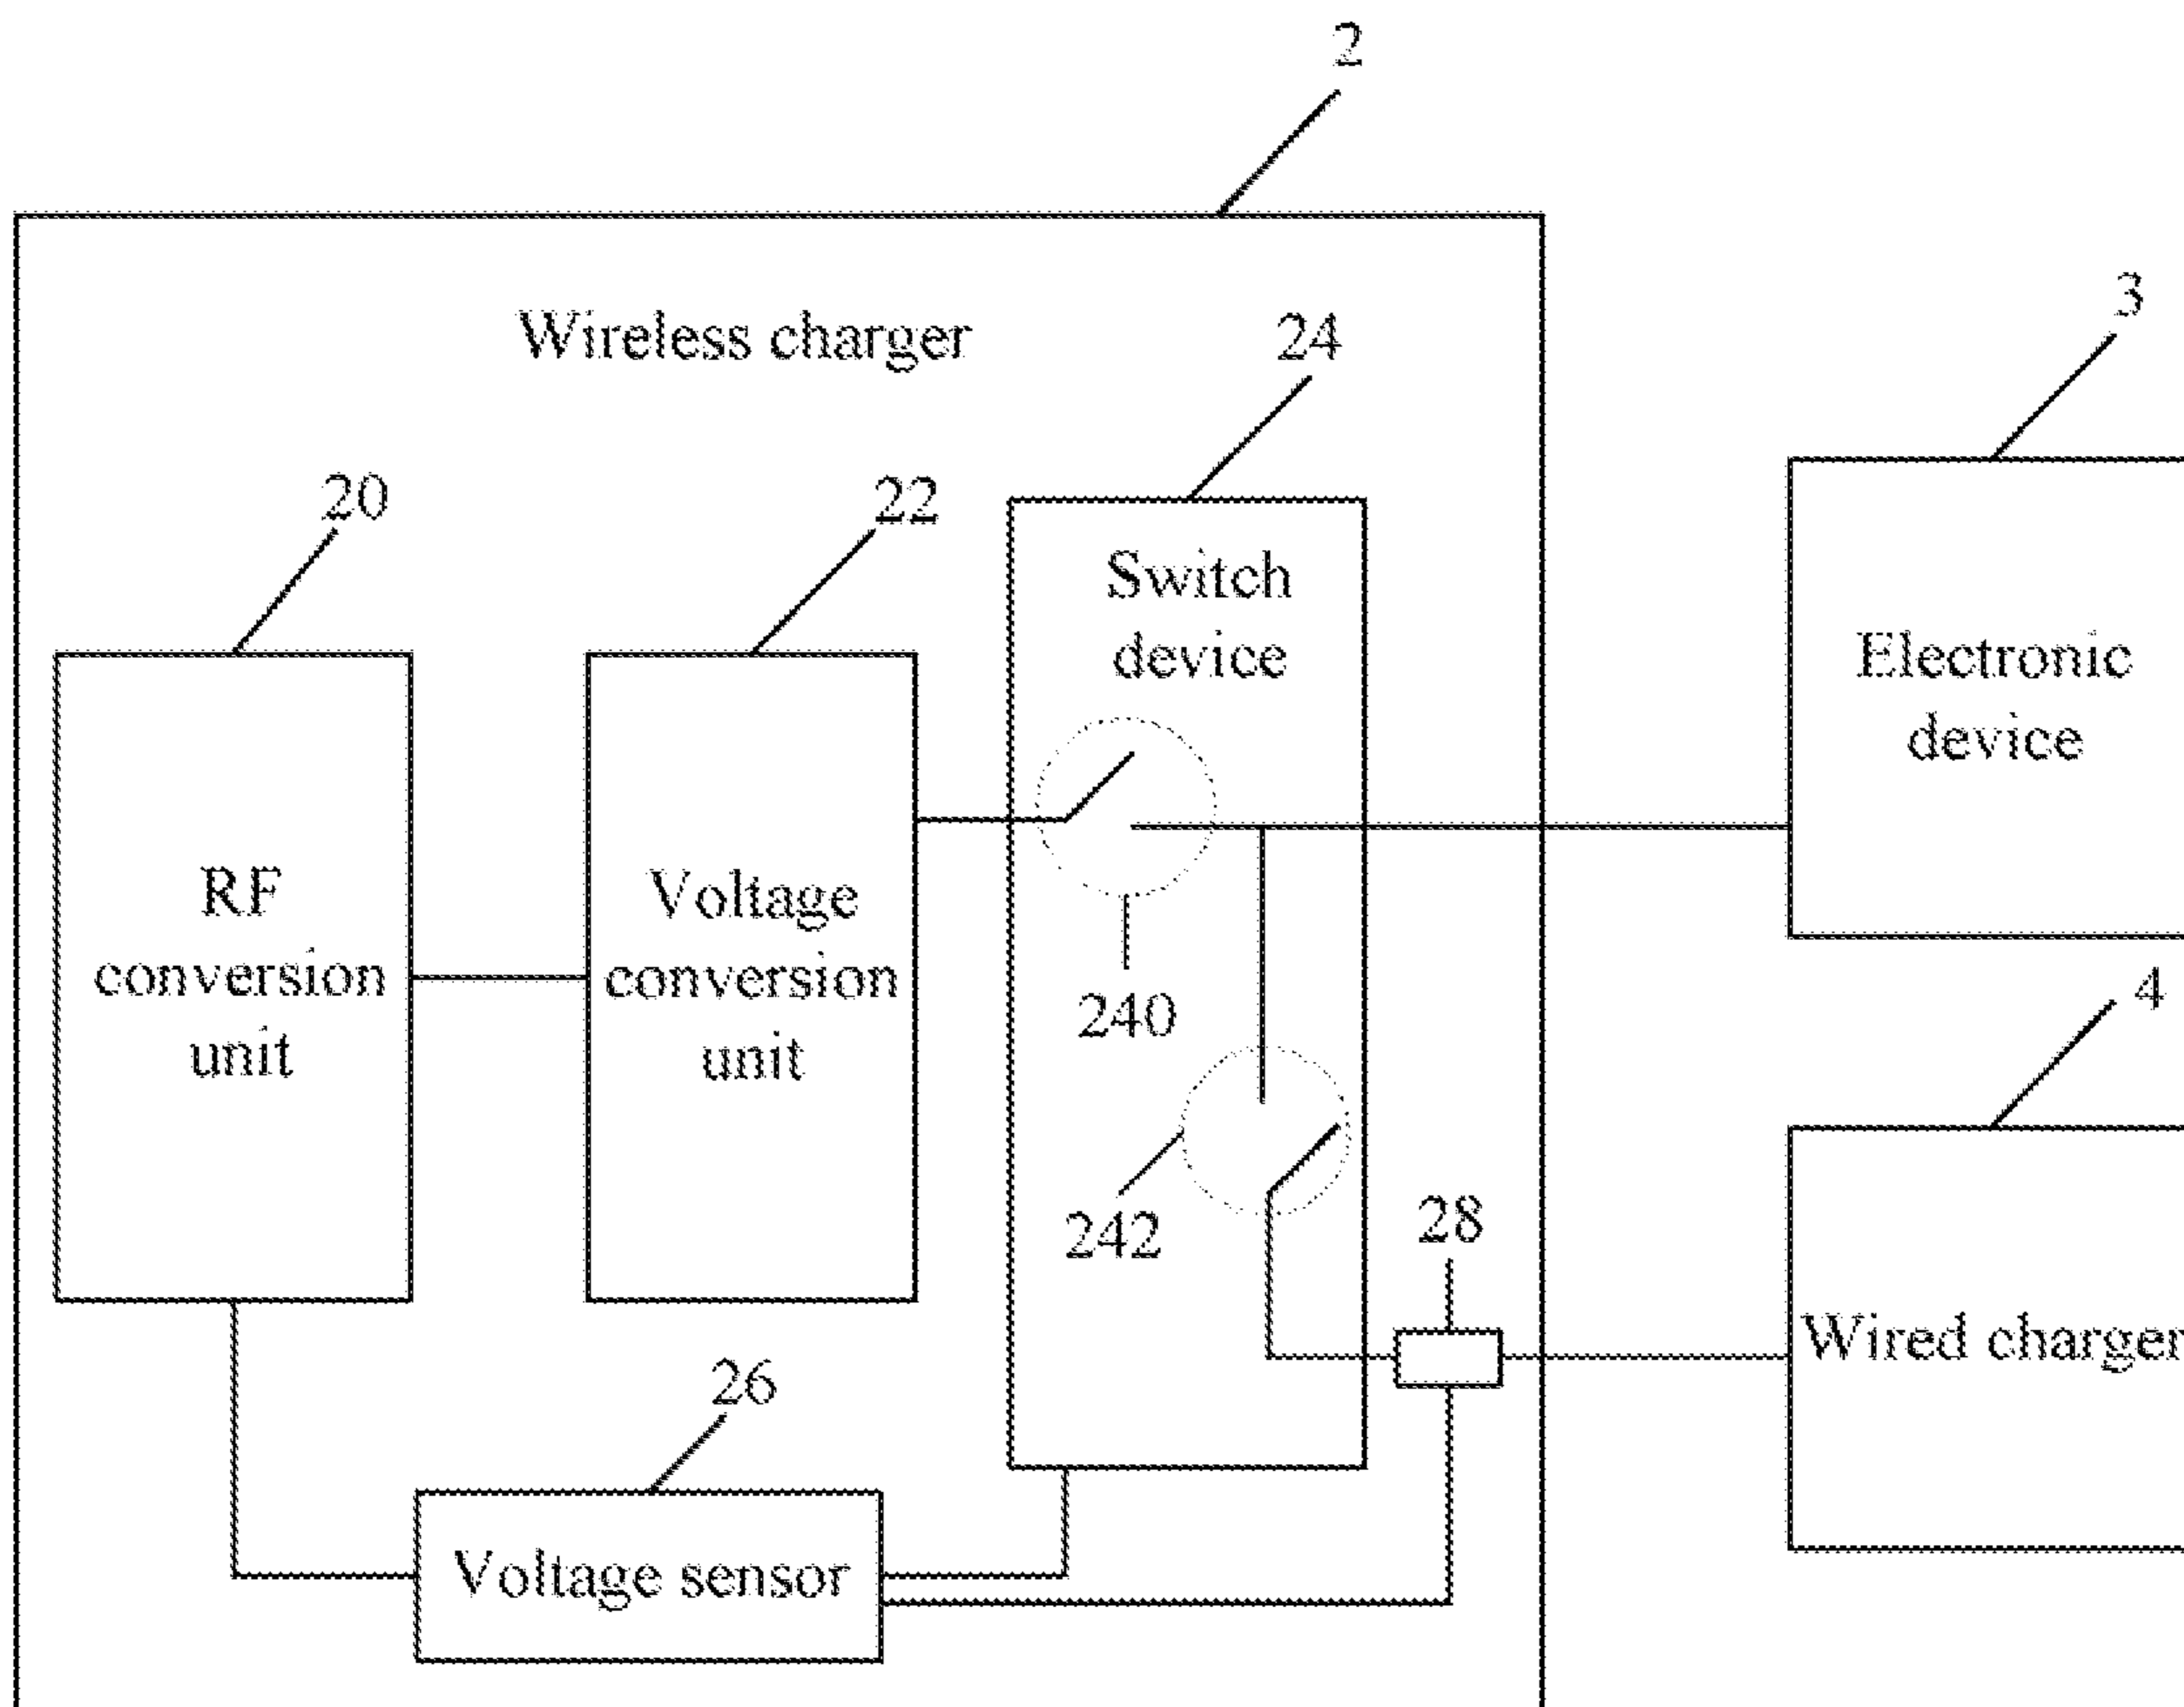 2
Wireless charger
24
3
20
22
Switch
device
Electronic
device
RF
conversion
unit
Voltage
conversion
unit
240
4
242
28
Wired charger
26
Voltage sensor